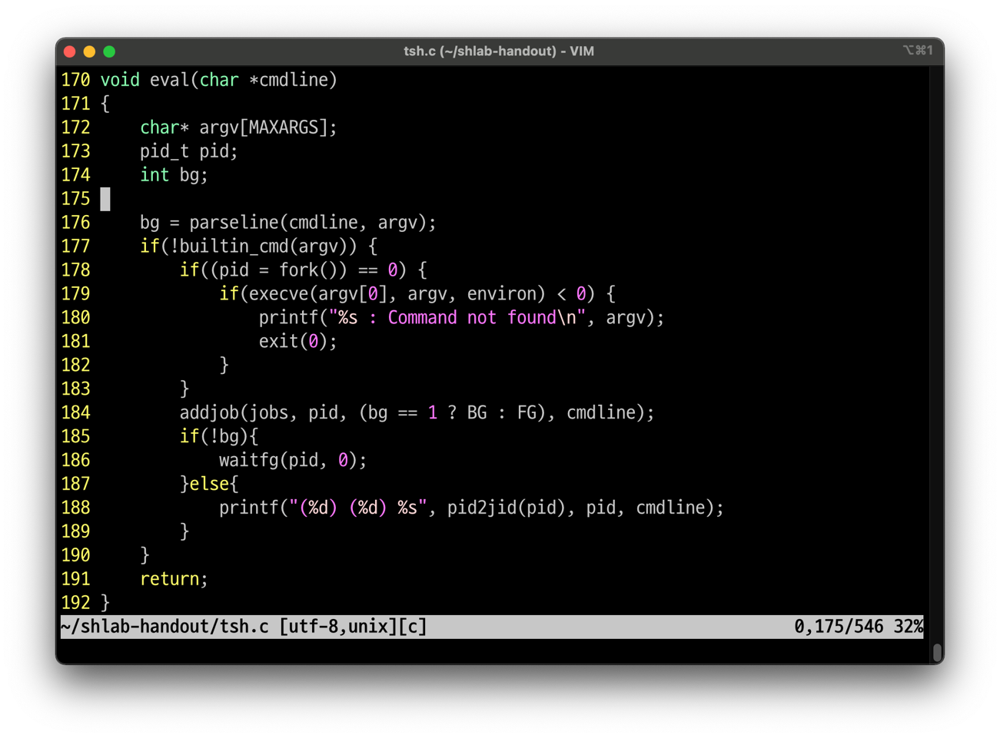 tsh.c (~/shlab-handout) - VIM
⌥⌘1
170 void eval(char *cmdline)
171 {
172     char* argv[MAXARGS];
173     pid_t pid;
174     int bg;
175
176     bg = parseline(cmdline, argv);
177     if(!builtin_cmd(argv)) {
178         if((pid = fork()) == 0) {
179             if(execve(argv[0], argv, environ) < 0) {
180                 printf("%s : Command not found\n", argv);
181                 exit(0);
182             }
183         }
184         addjob(jobs, pid, (bg == 1 ? BG : FG), cmdline);
185         if(!bg){
186             waitfg(pid, 0);
187         }else{
188             printf("(%d) (%d) %s", pid2jid(pid), pid, cmdline);
189         }
190     }
191     return;
192 }
~/shlab-handout/tsh.c [utf-8,unix][c] 0,175/546 32%